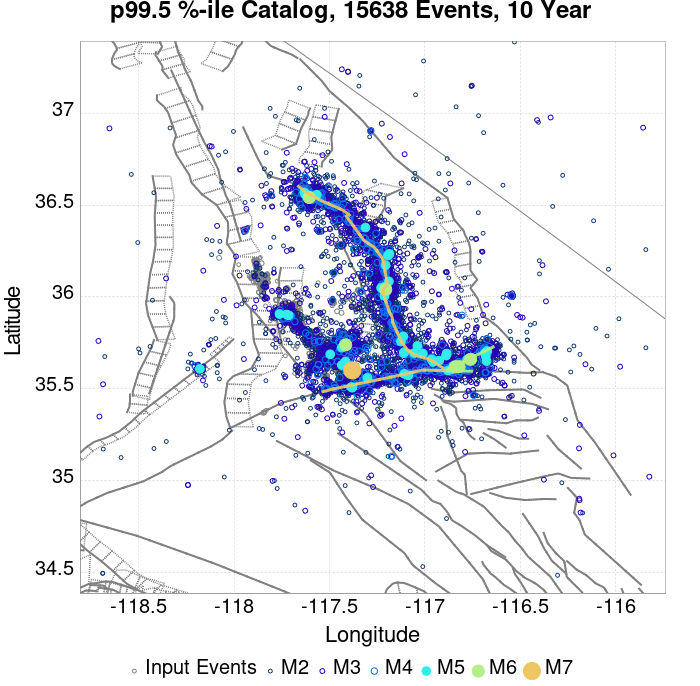 p99.5 %-ile Catalog, 15638 Events, 10 Year
Latitude
37
36.5
36
35.5
35
34.5
-118.5 -118 -117.5 -117 -116.5 -116
Longitude
Input Events M2 M3 M4 M5 M6 M7